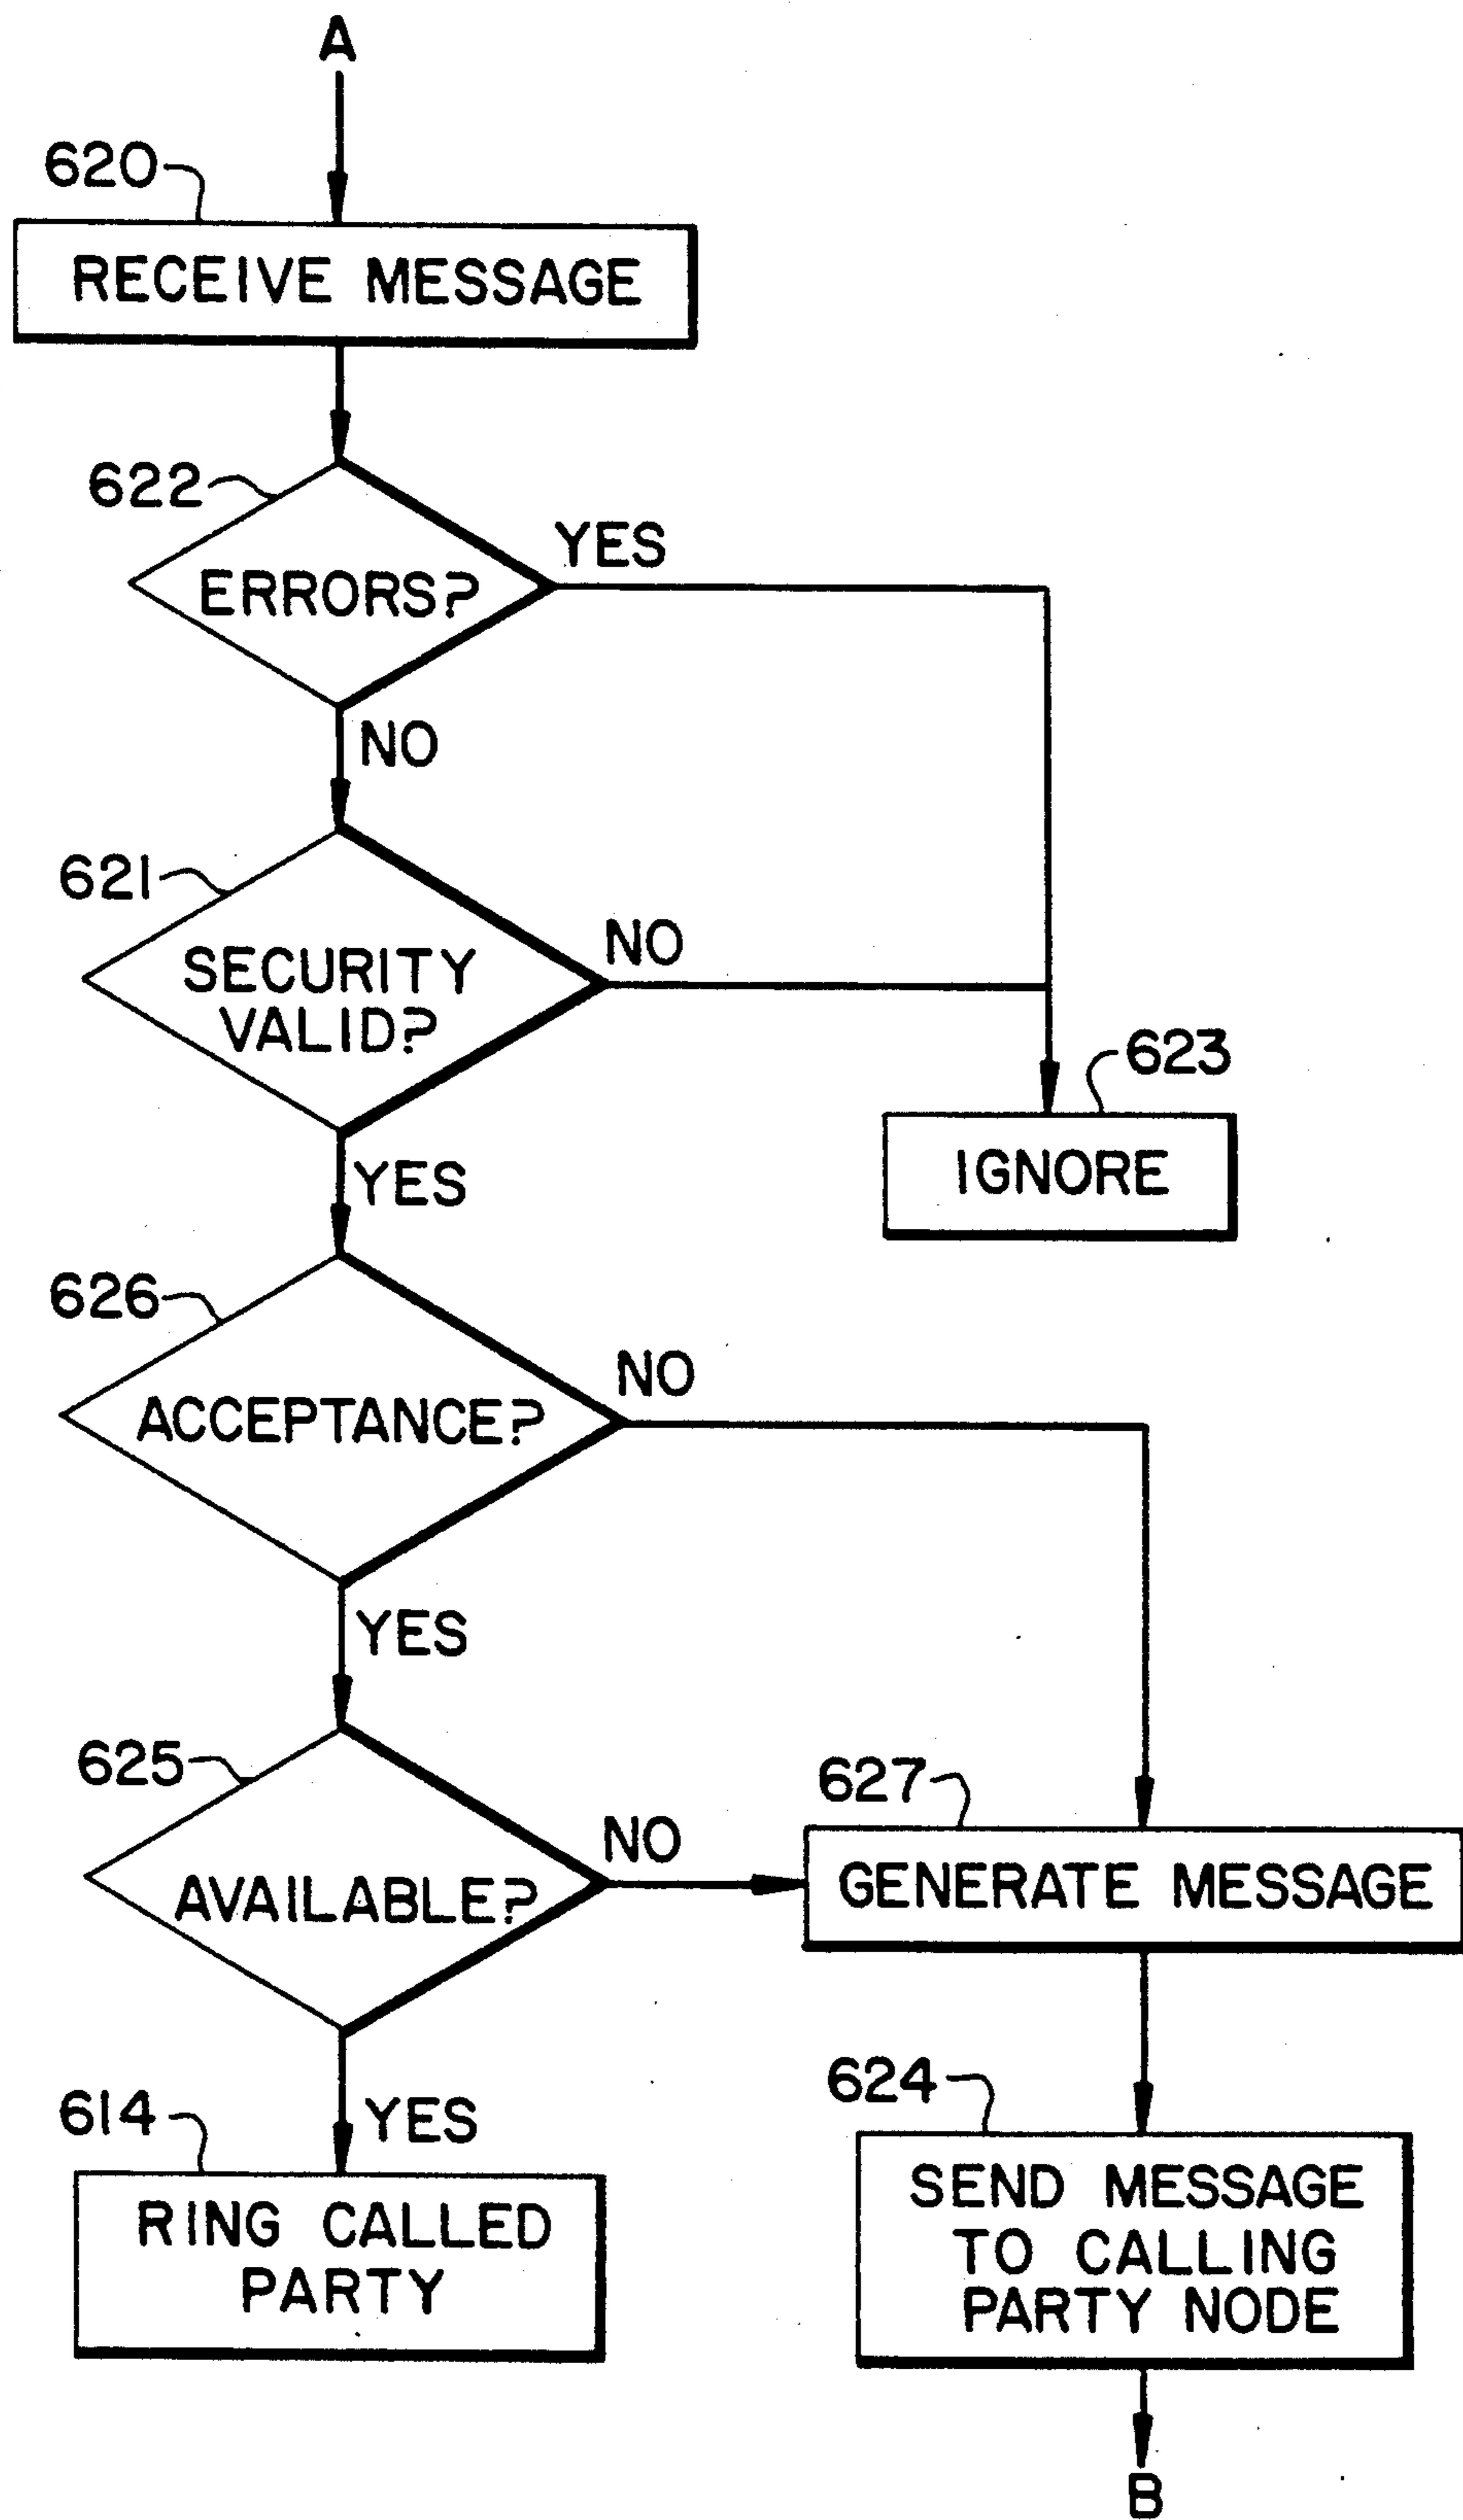 A
620
RECEIVE MESSAGE
622
YES
ERRORS?
NO
621
NO
SECURITY
VALID?
623
IGNORE
YES
626
NO
ACCEPTANCE?
YES
625
627
NO
AVAILABLE?
GENERATE MESSAGE
624
614
YES
RING CALLED
PARTY
SEND MESSAGE
TO CALLING
PARTY NODE
B